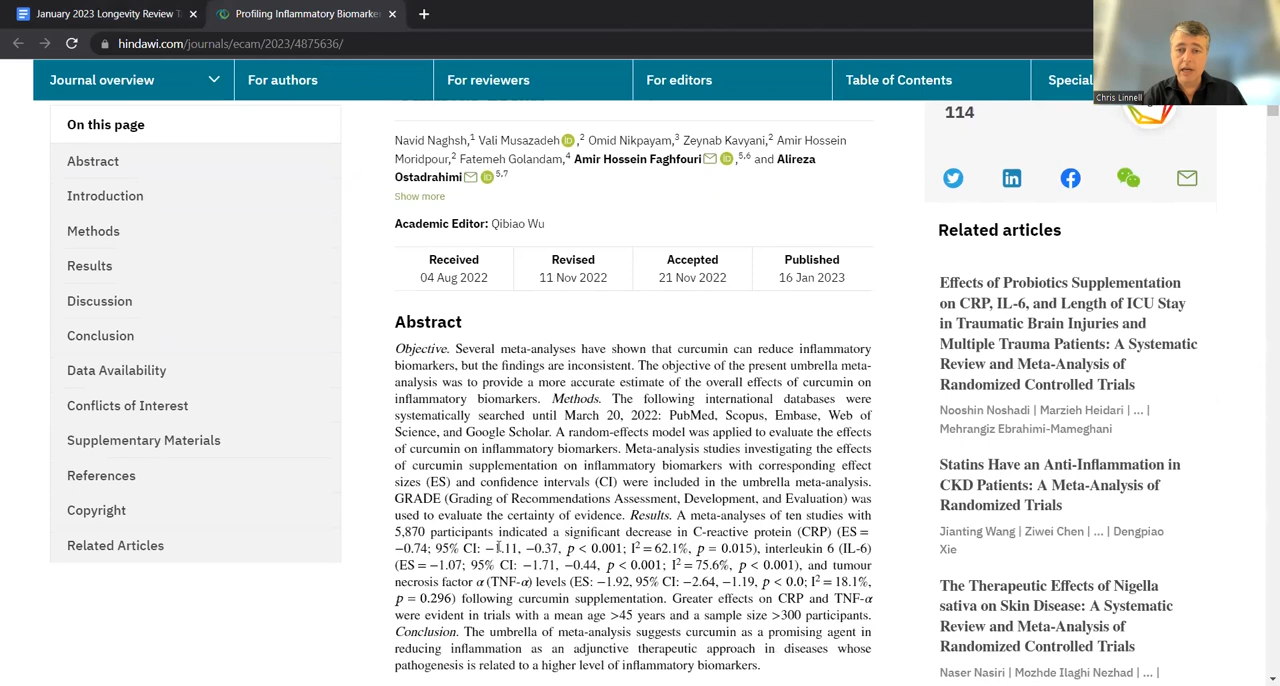 January 2023 Longevity Review T
Profiling Inflammatory Biomarke
hindawi.com/journals/ecam/2023/4875636/
Chris Linnell
Journal overview
For authors
For reviewers
For editors
Table of Contents
Special
On this page
Abstract
Introduction
Methods
Results
Discussion
Conclusion
Data Availability
Conflicts of Interest
Supplementary Materials
References
Copyright
Related Articles
Navid Naghsh,1 Vali Musazadeh ,2 Omid Nikpayam,3 Zeynab Kavyani,2 Amir Hossein
Moridpour,2 Fatemeh Golandam,4 Amir Hossein Faghfouri ,5,6 and Alireza
Ostadrahimi 5,7
Show more
Academic Editor: Qibiao Wu
Received
04 Aug 2022
Revised
11 Nov 2022
Accepted
21 Nov 2022
Published
16 Jan 2023
Abstract
Objective. Several meta-analyses have shown that curcumin can reduce inflammatory
biomarkers, but the findings are inconsistent. The objective of the present umbrella meta-
analysis was to provide a more accurate estimate of the overall effects of curcumin on
inflammatory biomarkers. Methods. The following international databases were
systematically searched until March 20, 2022: PubMed, Scopus, Embase, Web of
Science, and Google Scholar. A random-effects model was applied to evaluate the effects
of curcumin on inflammatory biomarkers. Meta-analysis studies investigating the effects
of curcumin supplementation on inflammatory biomarkers with corresponding effect
sizes (ES) and confidence intervals (CI) were included in the umbrella meta-analysis.
GRADE (Grading of Recommendations Assessment, Development, and Evaluation) was
used to evaluate the certainty of evidence. Results. A meta-analyses of ten studies with
5,870 participants indicated a significant decrease in C-reactive protein (CRP) (ES =
−0.74; 95% CI: −1.11, −0.37, p < 0.001; I2 = 62.1%, p = 0.015), interleukin 6 (IL-6)
(ES = −1.07; 95% CI: −1.71, −0.44, p < 0.001; I2 = 75.6%, p < 0.001), and tumour
necrosis factor α (TNF-α) levels (ES: −1.92, 95% CI: −2.64, −1.19, p < 0.0; I2 = 18.1%,
p = 0.296) following curcumin supplementation. Greater effects on CRP and TNF-α
were evident in trials with a mean age >45 years and a sample size >300 participants.
Conclusion. The umbrella of meta-analysis suggests curcumin as a promising agent in
reducing inflammation as an adjunctive therapeutic approach in diseases whose
pathogenesis is related to a higher level of inflammatory biomarkers.
114
Related articles
Effects of Probiotics Supplementation
on CRP, IL-6, and Length of ICU Stay
in Traumatic Brain Injuries and
Multiple Trauma Patients: A Systematic
Review and Meta-Analysis of
Randomized Controlled Trials
Nooshin Noshadi | Marzieh Heidari | ... |
Mehrangiz Ebrahimi-Mameghani
Statins Have an Anti-Inflammation in
CKD Patients: A Meta-Analysis of
Randomized Trials
Jianting Wang | Ziwei Chen | ... | Dengpiao
Xie
The Therapeutic Effects of Nigella
sativa on Skin Disease: A Systematic
Review and Meta-Analysis of
Randomized Controlled Trials
Naser Nasiri | Mozhde Ilaghi Nezhad | ... |